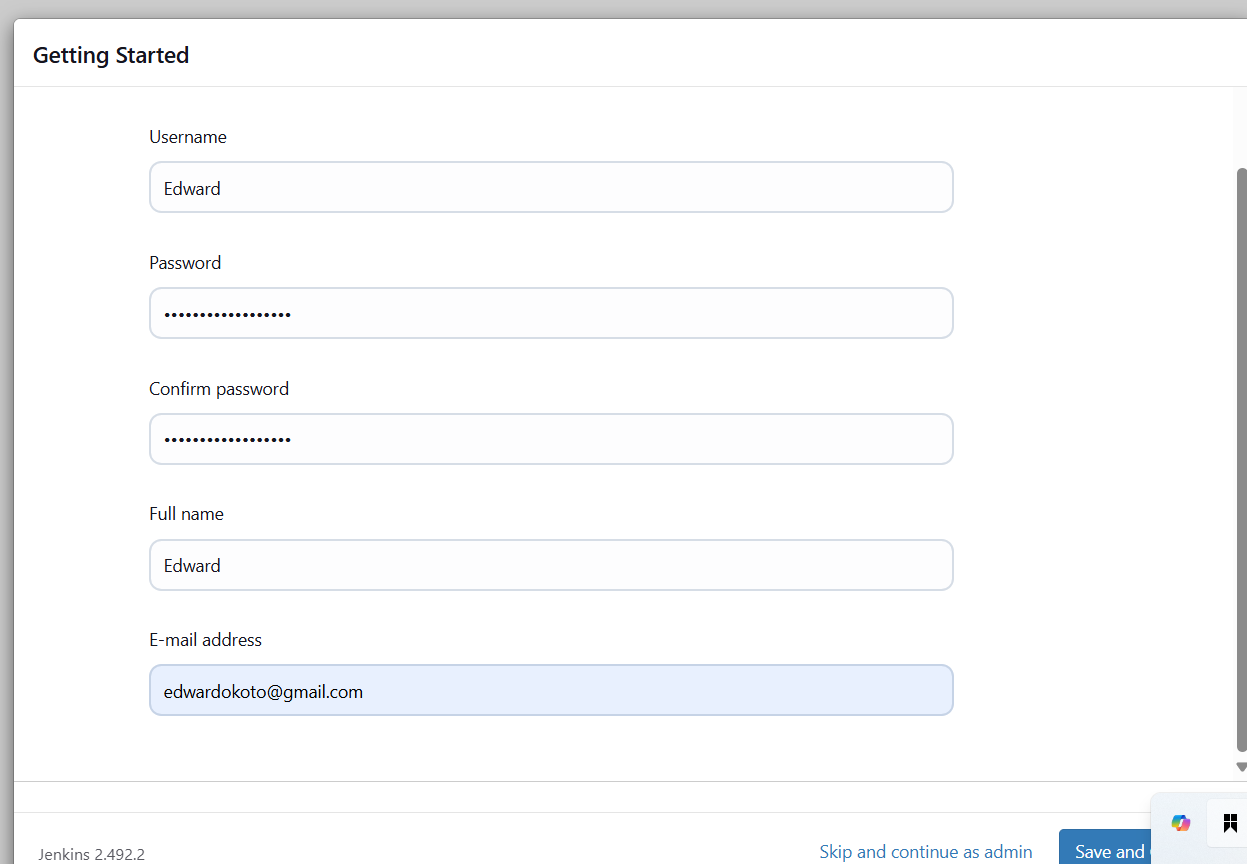 Getting Started
Username
Edward
Password
••••••••••••••••••
Confirm password
••••••••••••••••••
Full name
Edward
E-mail address
edwardokoto@gmail.com
Jenkins 2.492.2
Skip and continue as admin
Save and